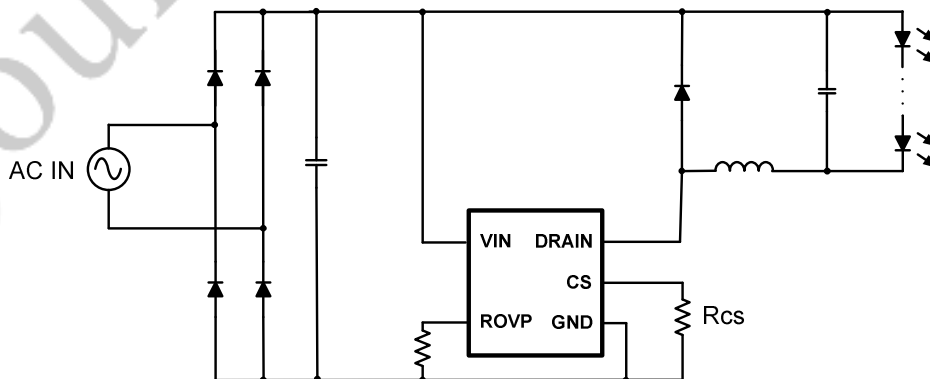 AC IN
VIN DRAIN
CS
ROVP GND
Rcs